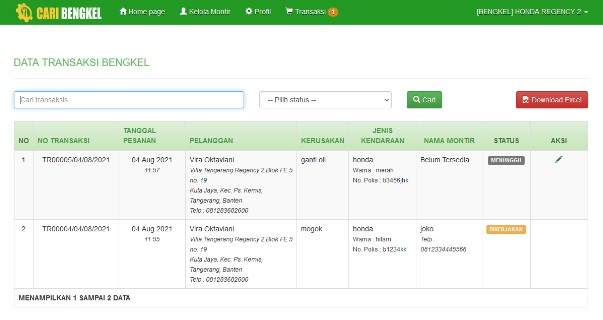 CARI BENGKEL Home page Kelola Montir Profil Transaksi 1 [BENGKEL] HONDA REGENCY 2
DATA TRANSAKSI BENGKEL
Cari transaksis -- Pilih status -- Cari Download Excel
NO NO TRANSAKSI TANGGAL PESANAN PELANGGAN KERUSAKAN JENIS KENDARAAN NAMA MONTIR STATUS AKSI
1 TR00005/04/08/2021 04 Aug 2021 Vira Oktaviani ganti oli honda Belum Tersedia MENUNGGU
11:57 Villa Tangerang Regency 2 Blok FE 5 Warna : merah
no. 19 No. Polis : b3456jhk
Kuta Jaya, Kec. Ps. Kemis,
Tangerang, Banten
Telp : 081283602600
2 TR00004/04/08/2021 04 Aug 2021 Vira Oktaviani mogok honda joko DIKERJAKAN
11:55 Villa Tangerang Regency 2 Blok FE 5 Warna : hitam Telp
no. 19 No. Polis : b1234kk 0812334445566
Kuta Jaya, Kec. Ps. Kemis,
Tangerang, Banten
Telp : 081283602600
MENAMPILKAN 1 SAMPAI 2 DATA